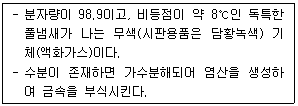 - 분자량이 98.9이고, 비등점이 약 8℃인 독특한
풀냄새가 나는 무색(시판용품은 담황녹색) 기
체(액화가스)이다.
- 수분이 존재하면 가수분해되어 염산을 생성하
여 금속을 부식시킨다.